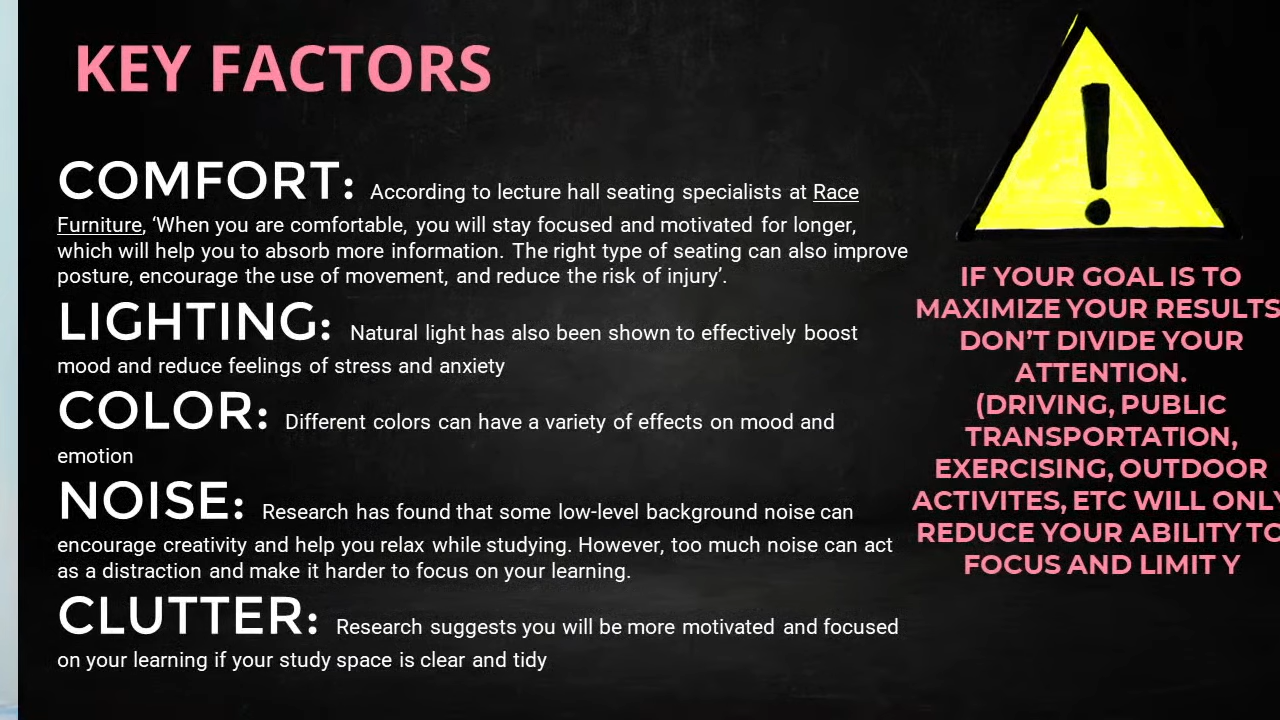 KEY FACTORS
COMFORT: According to lecture hall seating specialists at Race
Furniture, ‘When you are comfortable, you will stay focused and motivated for longer,
which will help you to absorb more information. The right type of seating can also improve
posture, encourage the use of movement, and reduce the risk of injury’.
LIGHTING: Natural light has also been shown to effectively boost
mood and reduce feelings of stress and anxiety
COLOR: Different colors can have a variety of effects on mood and
emotion
NOISE: Research has found that some low-level background noise can
encourage creativity and help you relax while studying. However, too much noise can act
as a distraction and make it harder to focus on your learning.
CLUTTER: Research suggests you will be more motivated and focused
on your learning if your study space is clear and tidy
!
IF YOUR GOAL IS TO
MAXIMIZE YOUR RESULTS
DON’T DIVIDE YOUR
ATTENTION.
(DRIVING, PUBLIC
TRANSPORTATION,
EXERCISING, OUTDOOR
ACTIVITES, ETC WILL ONLY
REDUCE YOUR ABILITY TO
FOCUS AND LIMIT Y